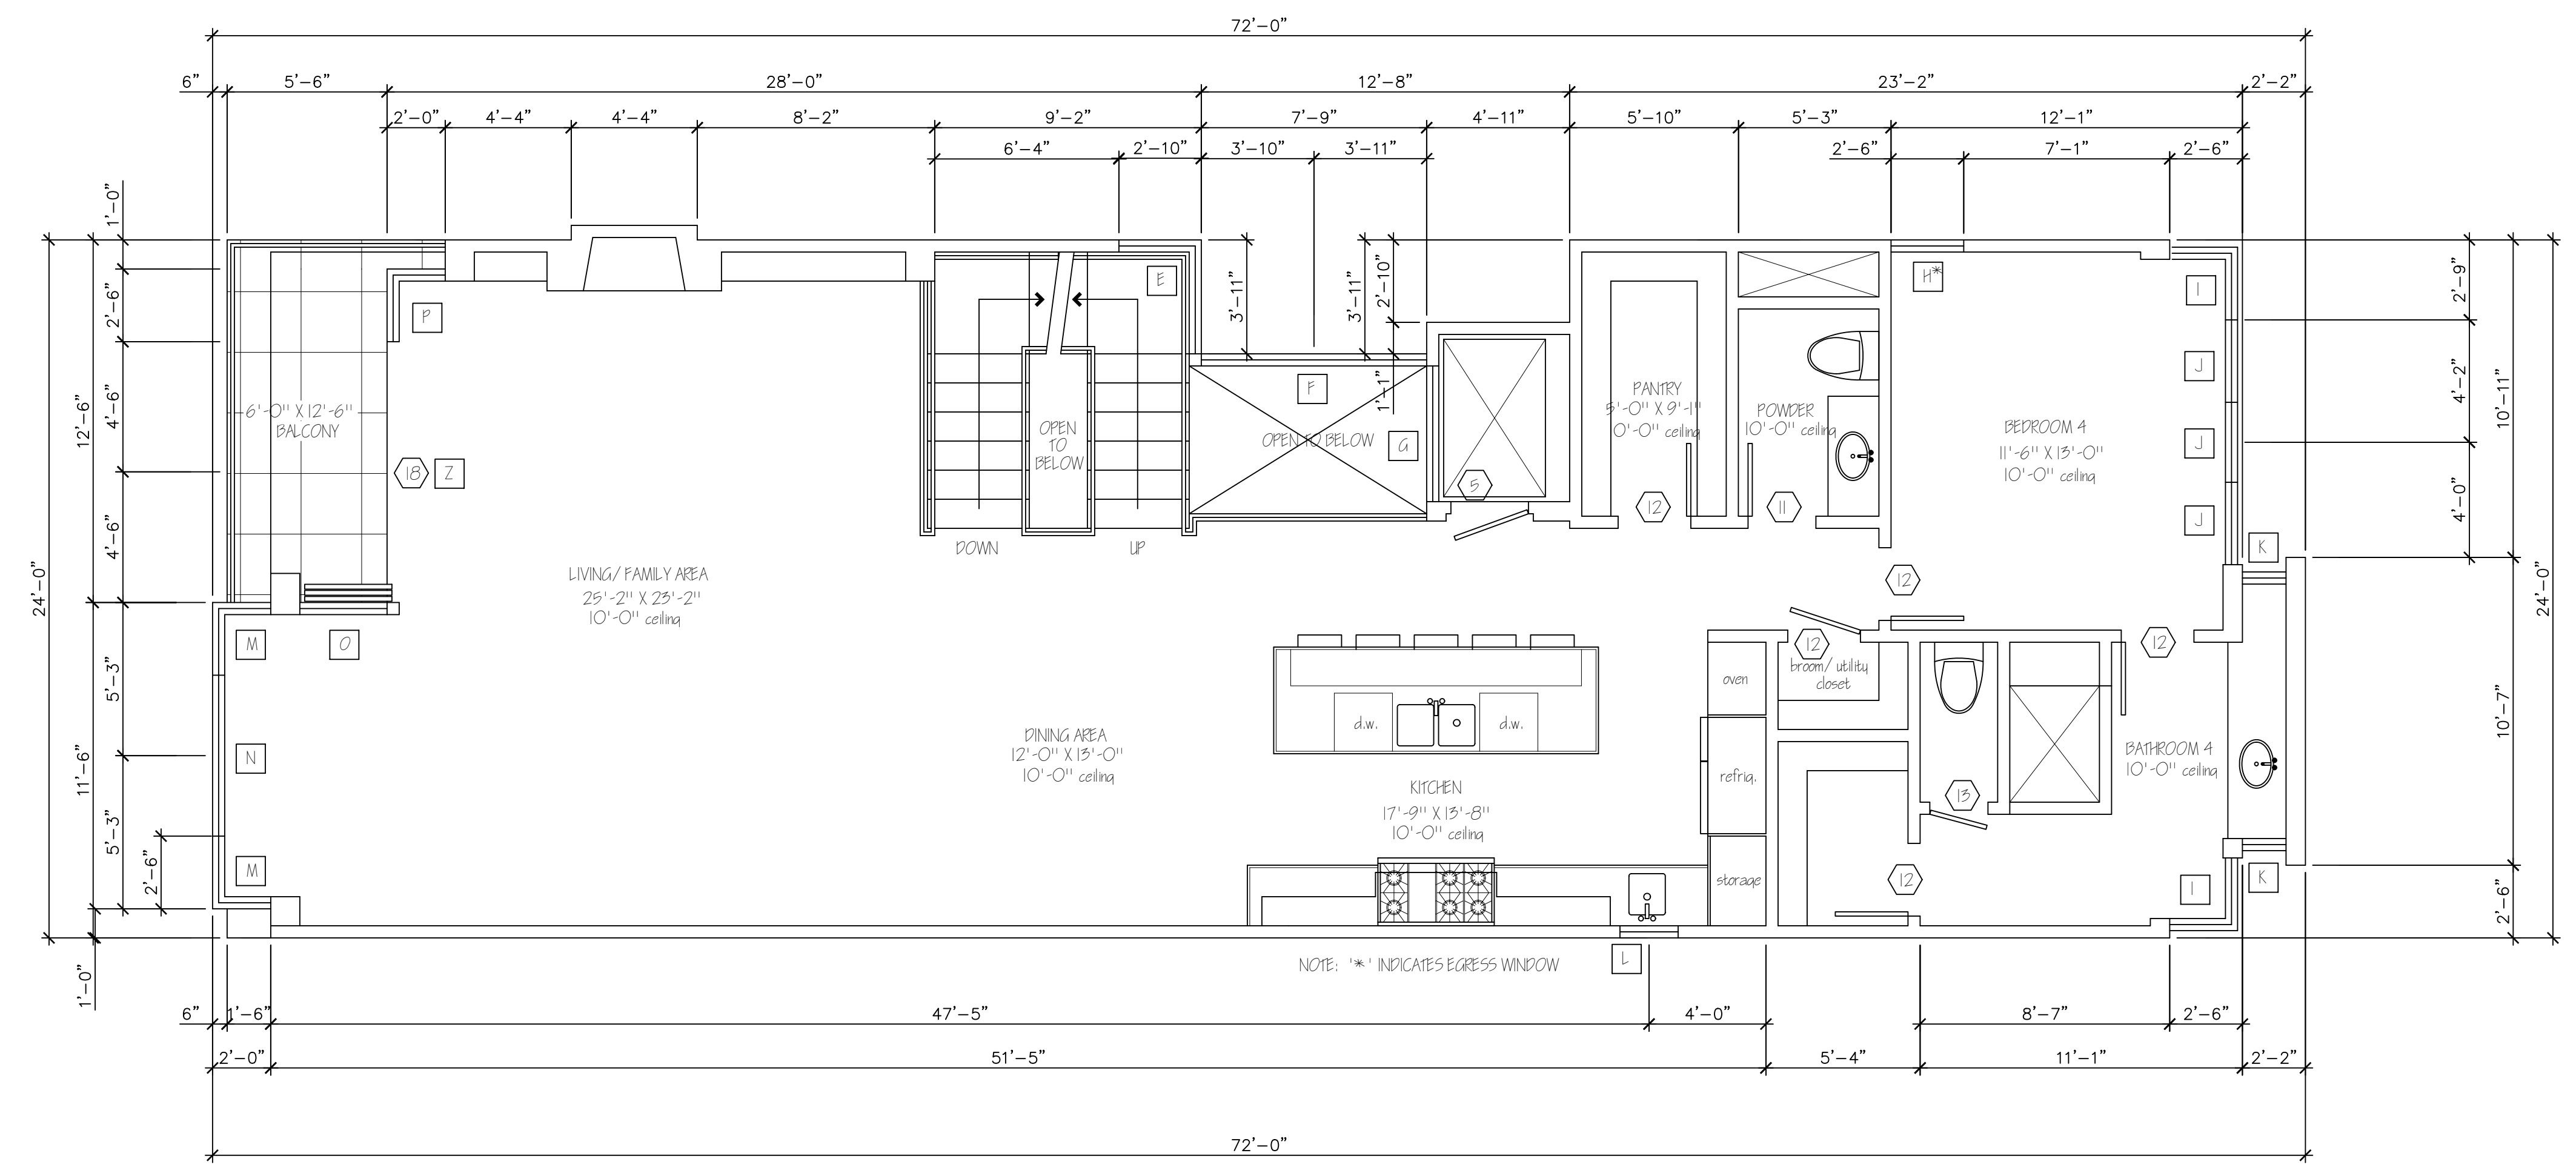 72'-0"
6" 5'-6" 28'-0" 12'-8" 23'-2" 2'-2"
2'-0" 4'-4" 4'-4" 8'-2" 9'-2" 7'-9" 4'-11" 5'-10" 5'-3" 12'-1"
6'-4" 2'-10" 3'-10" 3'-11" 2'-6" 7'-1" 2'-6"
1'-0"
2'-6"
4'-6"
4'-6"
5'-3"
5'-3"
2'-6"
12'-6"
11'-6"
1'-0"
24'-0"
3'-11"
3'-11"
2'-10"
1'-1"
2'-9"
4'-2"
4'-0"
10'-11"
10'-7"
2'-6"
24'-0"
E
H*
I
P
J
F
6'-0" X 12'-6"
BALCONY
OPEN
TO
BELOW
OPEN TO BELOW
G
PANTRY
5'-0" X 9'-1"
10'-0" ceiling
POWDER
10'-0" ceiling
BEDROOM 4
11'-6" X 13'-0"
10'-0" ceiling
J
18 Z
5
12
11
J
K
DOWN
UP
LIVING/ FAMILY AREA
25'-2" X 23'-2"
10'-0" ceiling
12
M
O
12
broom/ utility
closet
12
oven
d.w.
d.w.
DINING AREA
12'-0" X 13'-0"
10'-0" ceiling
N
refrig.
BATHROOM 4
10'-0" ceiling
KITCHEN
17'-9" X 13'-8"
10'-0" ceiling
13
M
storage
12
I
K
NOTE: '*' INDICATES EGRESS WINDOW
L
6" 1'-6" 47'-5" 4'-0" 8'-7" 2'-6"
2'-0" 51'-5" 5'-4" 11'-1" 2'-2"
72'-0"